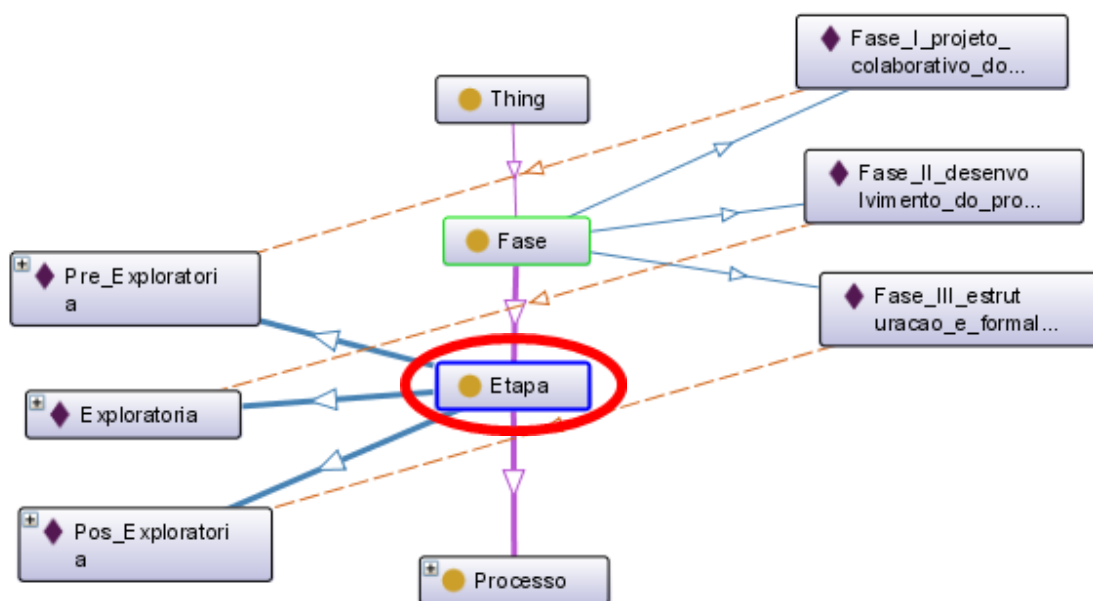 Fase_I_projeto_
colaborativo_do...
Thing
Fase_II_desenvo
lvimento_do_pro...
Fase
Pre_Exploratori
a
Fase_III_estrut
uracao_e_formal...
Etapa
Exploratoria
Pos_Exploratori
a
Processo